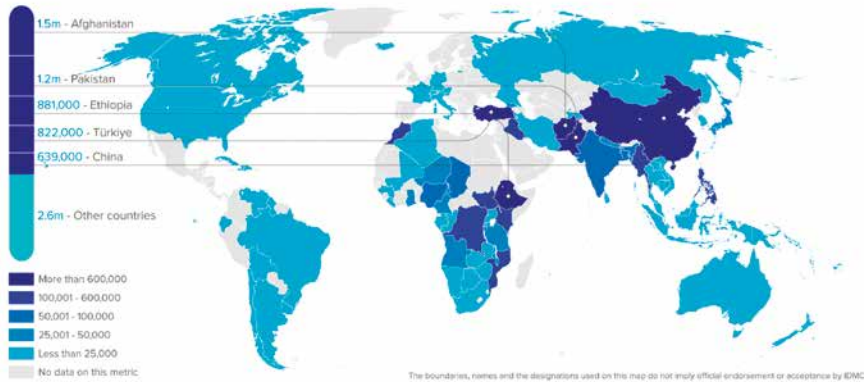 1.5m - Afghanistan
1.2m - Pakistan
881,000 - Ethiopia
822,000 - Türkiye
639,000 - China
2.6m - Other countries
More than 600,000
100,001 - 600,000
50,001 - 100,000
25,001 - 50,000
Less than 25,000
No data on this metric
The boundaries, names and the designations used on this map do not imply official endorsement or acceptance by IDMC